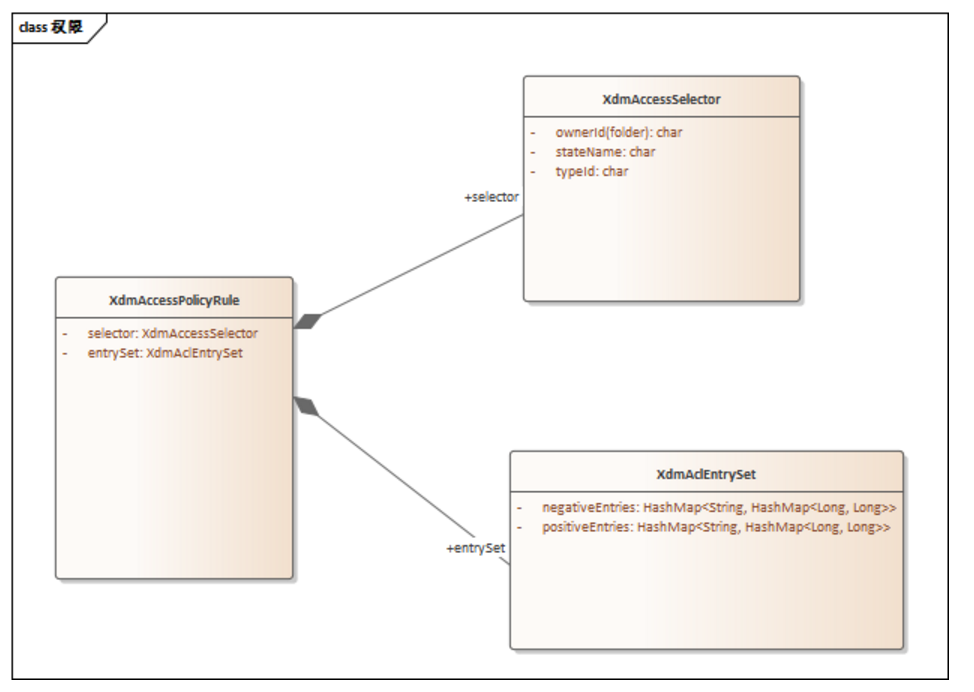 class 权限
XdmAccessSelector
- ownerId(folder): char
- stateName: char
- typeId: char
+selector
XdmAccessPolicyRule
- selector: XdmAccessSelector
- entrySet: XdmAclEntrySet
XdmAclEntrySet
- negativeEntries: HashMap<String, HashMap<Long, Long>>
- positiveEntries: HashMap<String, HashMap<Long, Long>>
+entrySet